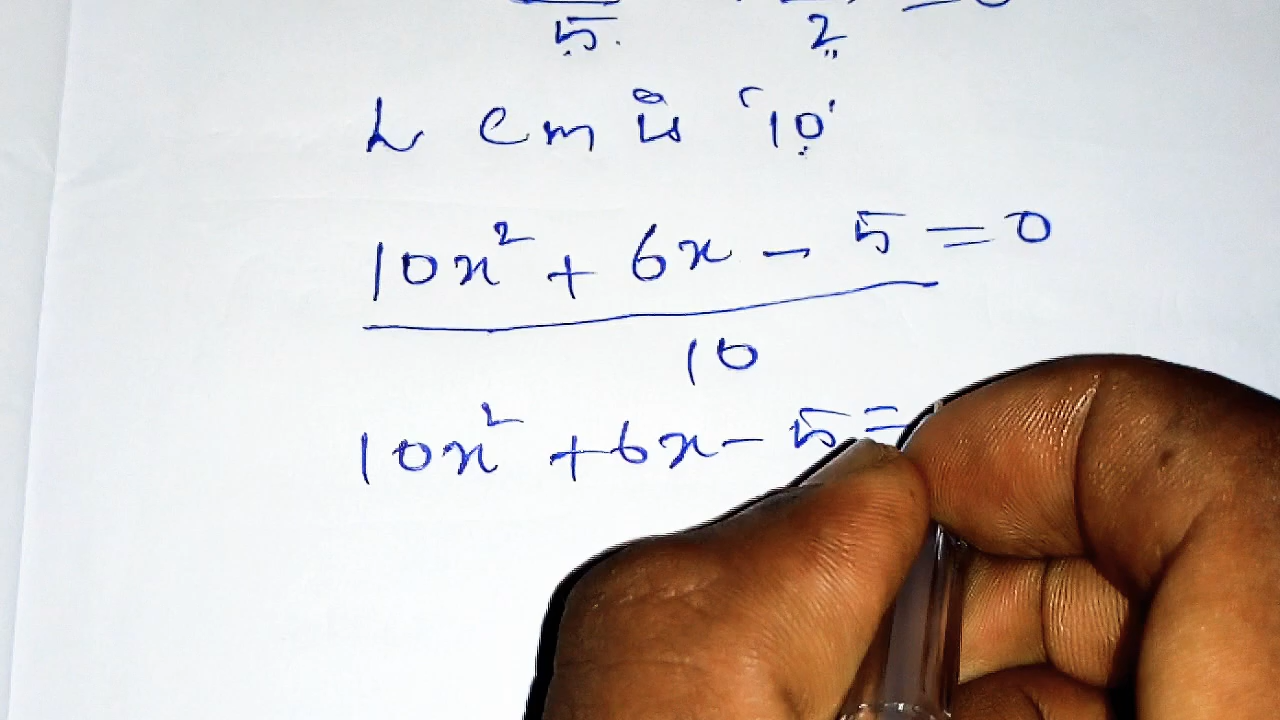 5 2
L cm is '10'
10x² + 6x - 5 = 0
10
10x² + 6x - 5 =